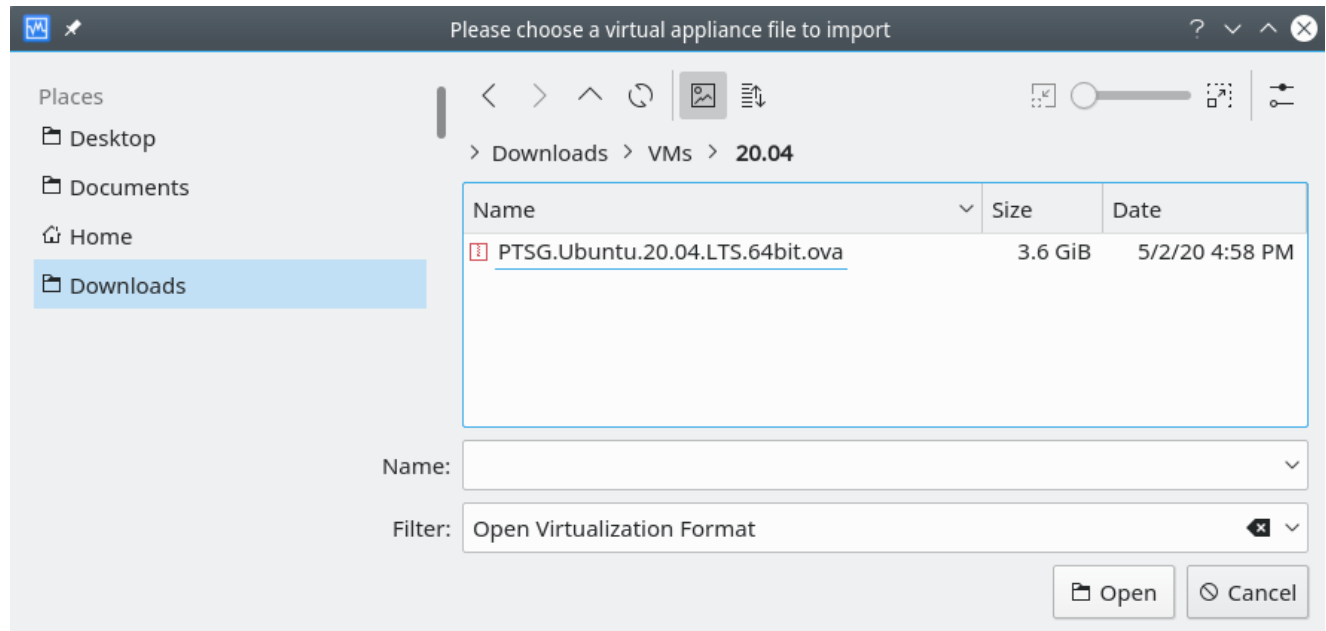 Please choose a virtual appliance file to import
Places
Desktop
Documents
Home
Downloads
> Downloads > VMs > 20.04
Name Size Date
PTSG.Ubuntu.20.04.LTS.64bit.ova 3.6 GiB 5/2/20 4:58 PM
Name:
Filter: Open Virtualization Format
Open Cancel